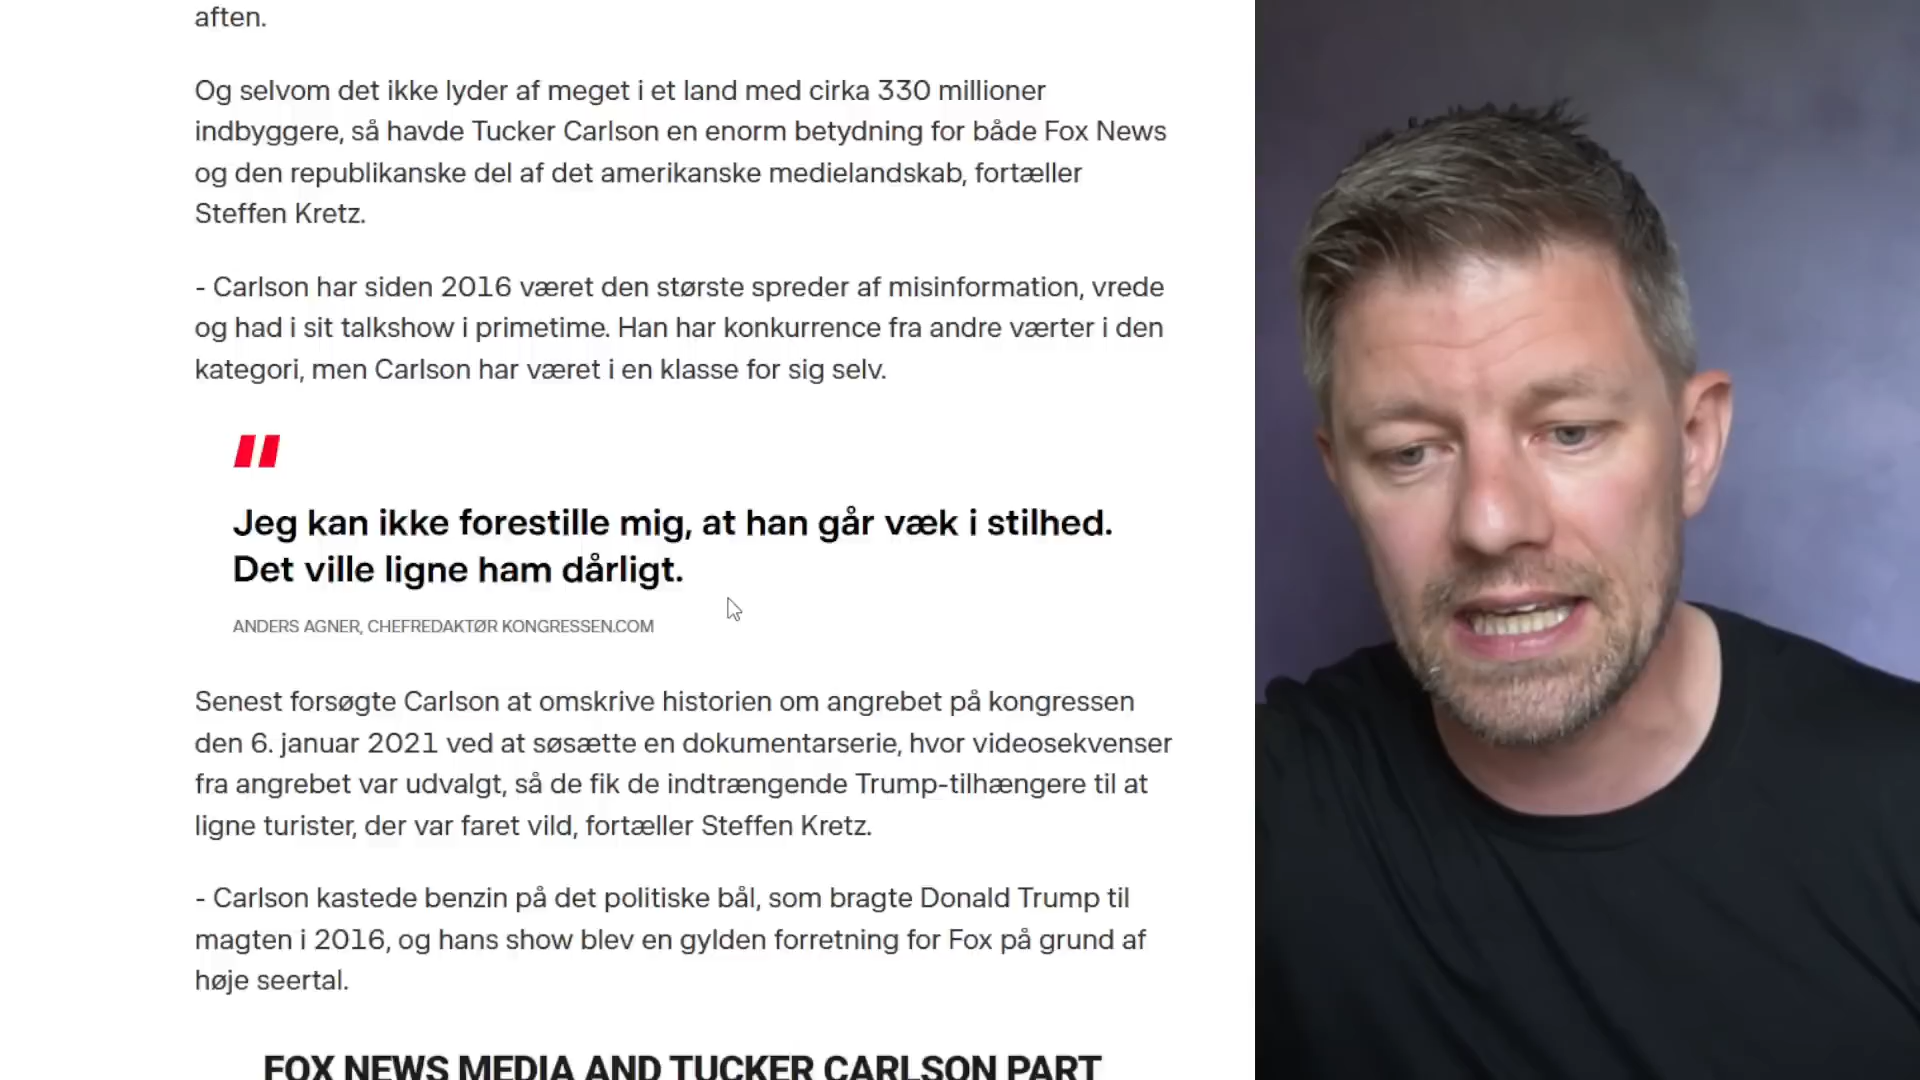 aften.
Og selvom det ikke lyder af meget i et land med cirka 330 millioner
indbyggere, så havde Tucker Carlson en enorm betydning for både Fox News
og den republikanske del af det amerikanske medielandskab, fortæller
Steffen Kretz.
- Carlson har siden 2016 været den største spreder af misinformation, vrede
og had i sit talkshow i primetime. Han har konkurrence fra andre værter i den
kategori, men Carlson har været i en klasse for sig selv.
Jeg kan ikke forestille mig, at han går væk i stilhed.
Det ville ligne ham dårligt.
ANDERS AGNER, CHEFREDAKTØR KONGRESSEN.COM
Senest forsøgte Carlson at omskrive historien om angrebet på kongressen
den 6. januar 2021 ved at søsætte en dokumentarserie, hvor videosekvenser
fra angrebet var udvalgt, så de fik de indtrængende Trump-tilhængere til at
ligne turister, der var faret vild, fortæller Steffen Kretz.
- Carlson kastede benzin på det politiske bål, som bragte Donald Trump til
magten i 2016, og hans show blev en gylden forretning for Fox på grund af
høje seertal.
FOX NEWS MEDIA AND TUCKER CARLSON PART